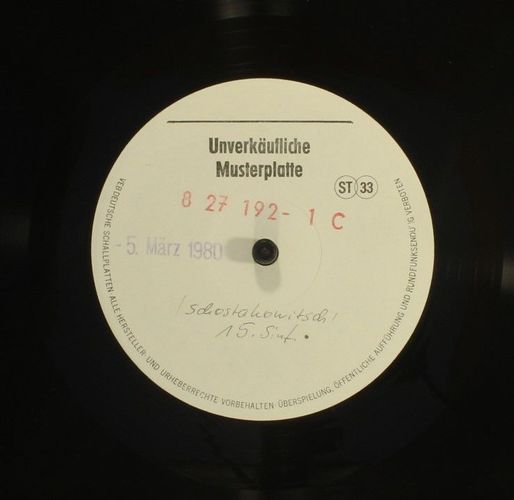 Unverkäufliche
Musterplatte
ST 33
8 27 192-1 C
-5. März 1980
(Schostakowitsch)
15. Sinf.
VEB DEUTSCHE SCHALLPLATTEN · ALLE HERSTELLER- UND URHEBERRECHTE VORBEHALTEN · ÜBERSPIELUNG, ÖFFENTLICHE AUFFÜHRUNG UND RUNDFUNKSENDUNG VERBOTEN